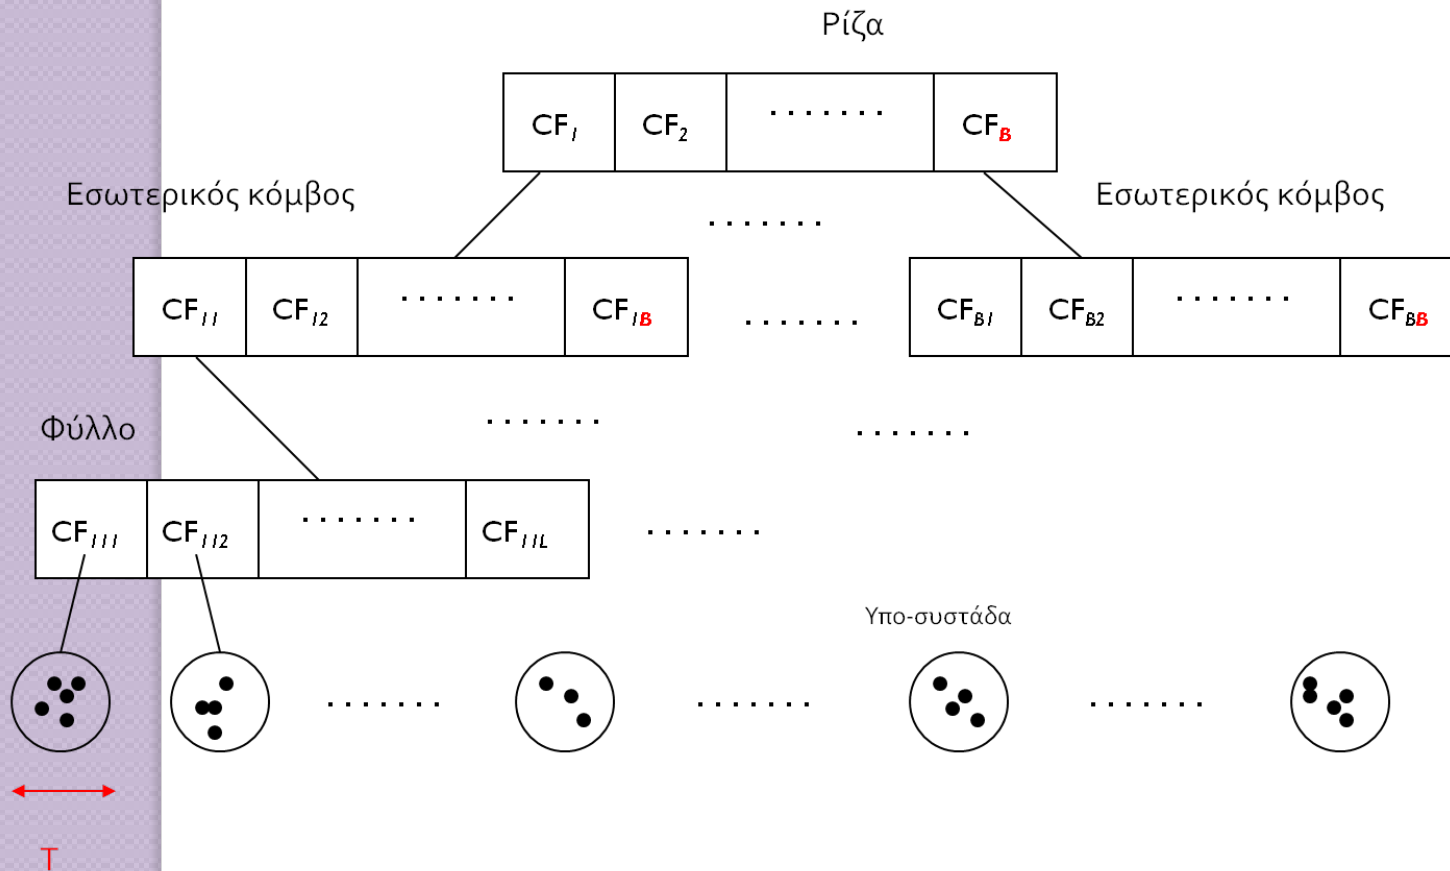 Ρίζα
CF1 CF2 ....... CFB
Εσωτερικός κόμβος Εσωτερικός κόμβος
.......
CF11 CF12 ....... CF1B ....... CFB1 CFB2 ....... CFBB
Φύλλο ....... .......
CF111 CF112 ....... CF11L .......
Υπο-συστάδα
....... ....... .......
T